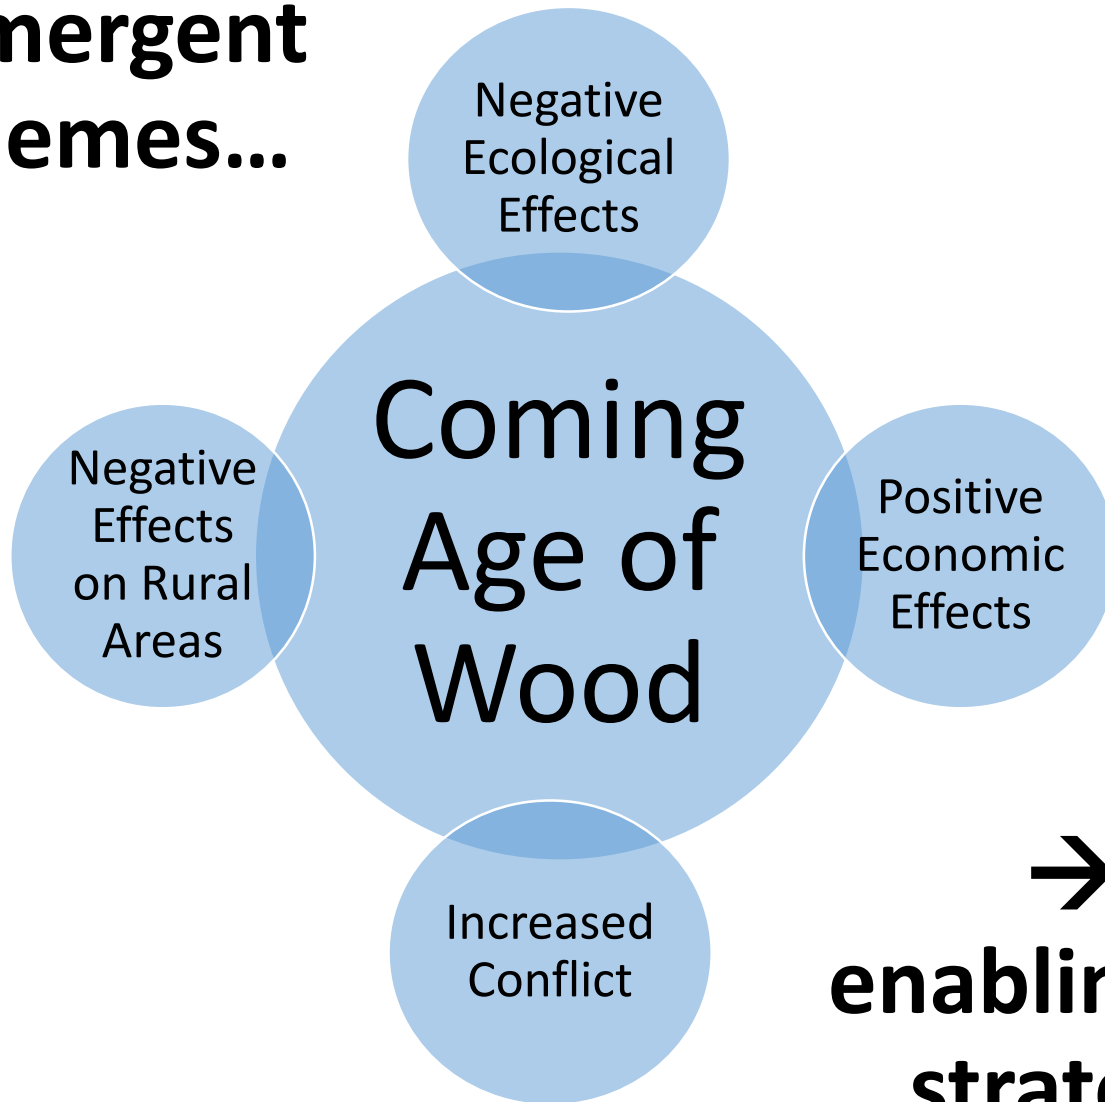 mergent
emes...
Negative
Ecological
Effects
Coming
Age of
Wood
Negative
Effects
on Rural
Areas
Positive
Economic
Effects
Increased
Conflict
→
enablin
strate